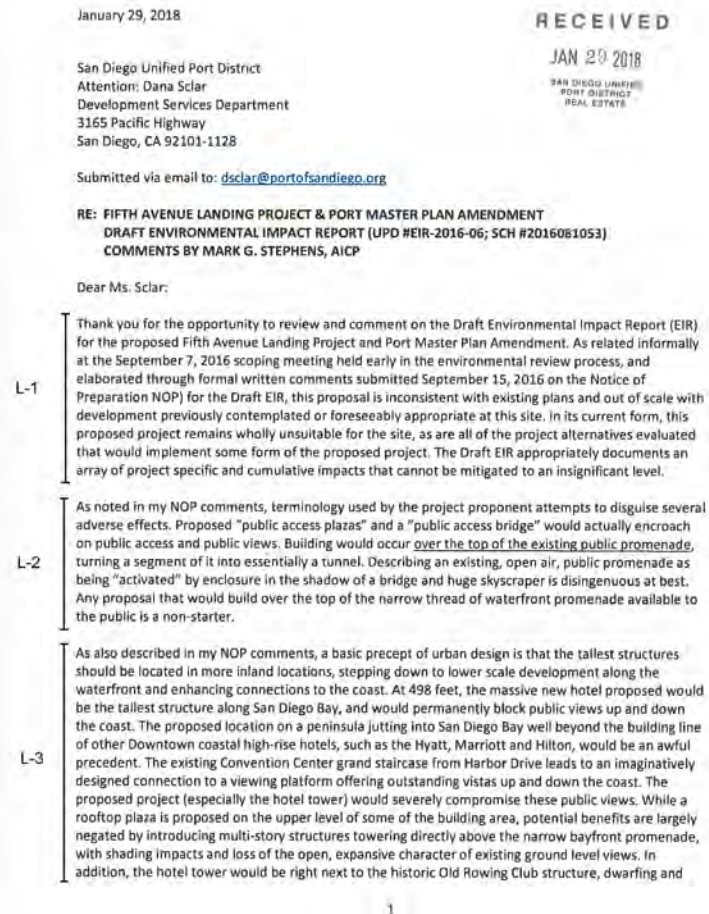 January 29, 2018
RECEIVED
JAN 29 2018
SAN DIEGO UNIFIED
PORT DISTRICT
REAL ESTATE
San Diego Unified Port District
Attention: Dana Sclar
Development Services Department
3165 Pacific Highway
San Diego, CA 92101-1128
Submitted via email to: dsclar@portofsandiego.org
RE: FIFTH AVENUE LANDING PROJECT & PORT MASTER PLAN AMENDMENT
DRAFT ENVIRONMENTAL IMPACT REPORT (UPD #EIR-2016-06; SCH #2016081053)
COMMENTS BY MARK G. STEPHENS, AICP
Dear Ms. Sclar:
L-1
Thank you for the opportunity to review and comment on the Draft Environmental Impact Report (EIR)
for the proposed Fifth Avenue Landing Project and Port Master Plan Amendment. As related informally
at the September 7, 2016 scoping meeting held early in the environmental review process, and
elaborated through formal written comments submitted September 15, 2016 on the Notice of
Preparation NOP) for the Draft EIR, this proposal is inconsistent with existing plans and out of scale with
development previously contemplated or foreseeably appropriate at this site. In its current form, this
proposed project remains wholly unsuitable for the site, as are all of the project alternatives evaluated
that would implement some form of the proposed project. The Draft EIR appropriately documents an
array of project specific and cumulative impacts that cannot be mitigated to an insignificant level.
L-2
As noted in my NOP comments, terminology used by the project proponent attempts to disguise several
adverse effects. Proposed "public access plazas" and a "public access bridge" would actually encroach
on public access and public views. Building would occur over the top of the existing public promenade,
turning a segment of it into essentially a tunnel. Describing an existing, open air, public promenade as
being "activated" by enclosure in the shadow of a bridge and huge skyscraper is disingenuous at best.
Any proposal that would build over the top of the narrow thread of waterfront promenade available to
the public is a non-starter.
L-3
As also described in my NOP comments, a basic precept of urban design is that the tallest structures
should be located in more inland locations, stepping down to lower scale development along the
waterfront and enhancing connections to the coast. At 498 feet, the massive new hotel proposed would
be the tallest structure along San Diego Bay, and would permanently block public views up and down
the coast. The proposed location on a peninsula jutting into San Diego Bay well beyond the building line
of other Downtown coastal high-rise hotels, such as the Hyatt, Marriott and Hilton, would be an awful
precedent. The existing Convention Center grand staircase from Harbor Drive leads to an imaginatively
designed connection to a viewing platform offering outstanding vistas up and down the coast. The
proposed project (especially the hotel tower) would severely compromise these public views. While a
rooftop plaza is proposed on the upper level of some of the building area, potential benefits are largely
negated by introducing multi-story structures towering directly above the narrow bayfront promenade,
with shading impacts and loss of the open, expansive character of existing ground level views. In
addition, the hotel tower would be right next to the historic Old Rowing Club structure, dwarfing and
1